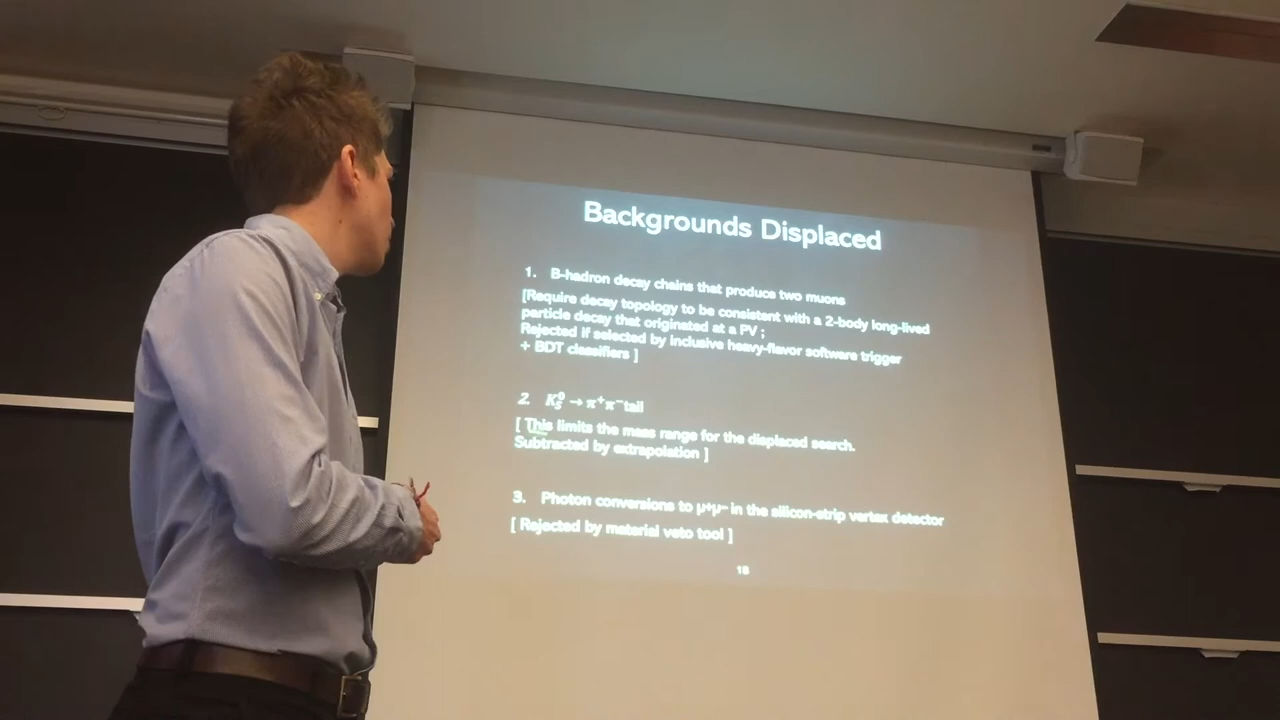 Backgrounds Displaced
1. B-hadron decay chains that produce two muons
[Require decay topology to be consistent with a 2-body long-lived
particle decay that originated at a PV ;
Rejected if selected by inclusive heavy-flavor software trigger
+ BDT classifiers ]
2. K⁰ₛ → π⁺π⁻tail
[ This limits the mass range for the displaced search.
Subtracted by extrapolation ]
3. Photon conversions to μ+μ− in the silicon-strip vertex detector
[ Rejected by material veto tool ]
18